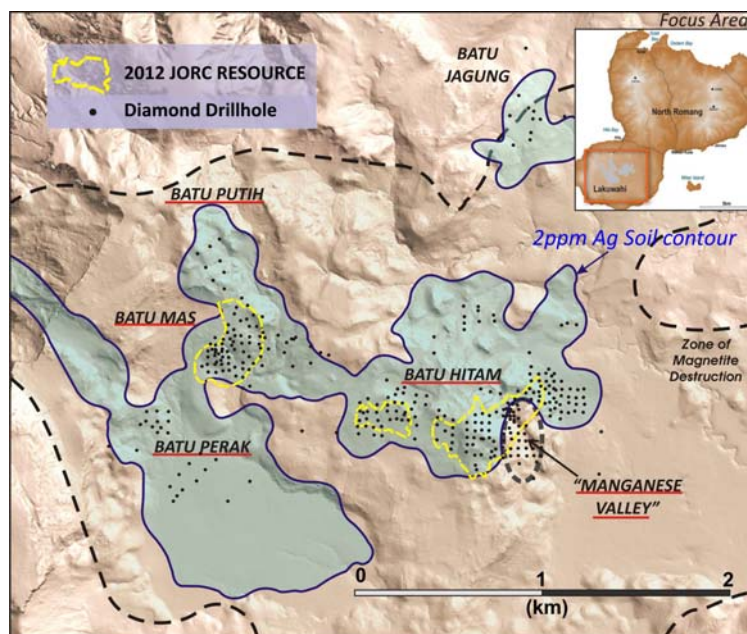 Focus Area
2012 JORC RESOURCE
Diamond Drillhole
BATU
JAGUNG
North Romang
Lakuwahi
BATU PUTIH
2ppm Ag Soil contour
BATU MAS
Zone of
Magnetite
Destruction
BATU HITAM
BATU PERAK
"MANGANESE
VALLEY"
0 1 2
(km)